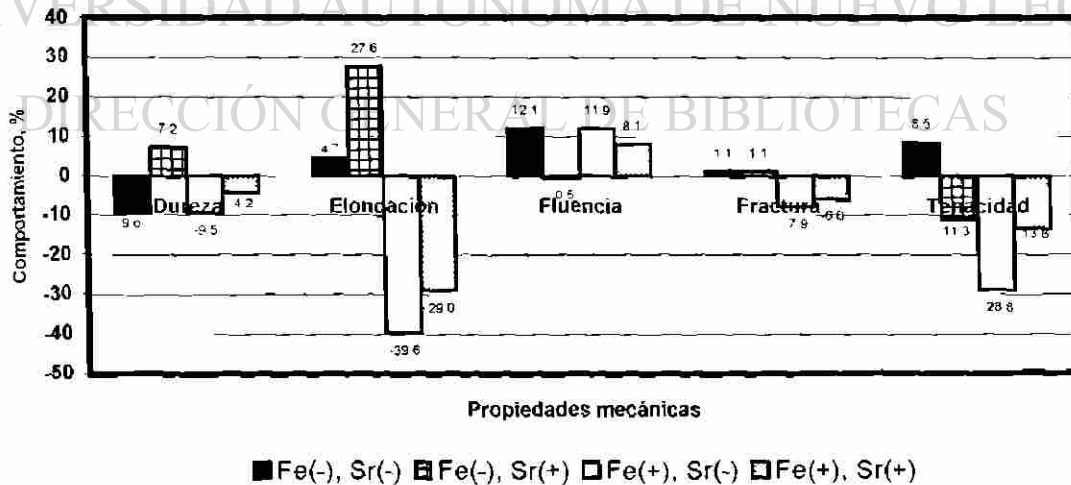 UNIVERSIDAD AUTÓNOMA DE NUEVO LEÓN
DIRECCIÓN GENERAL DE BIBLIOTECAS
Comportamiento, %
40
30
20
10
0
-10
-20
-30
-40
-50
7 2
-9.5
4.2
Dureza
4.7
27 6
-39 6
29 0
Elongación
12 1
0 5
11.9
8.1
Fluencia
1 1
1 1
7 9
-6 0
Fractura
11 3
28 8
Tenacidad
Propiedades mecánicas
Fe(-), Sr(-) Fe(-), Sr(+) Fe(+), Sr(-) Fe(+), Sr(+)